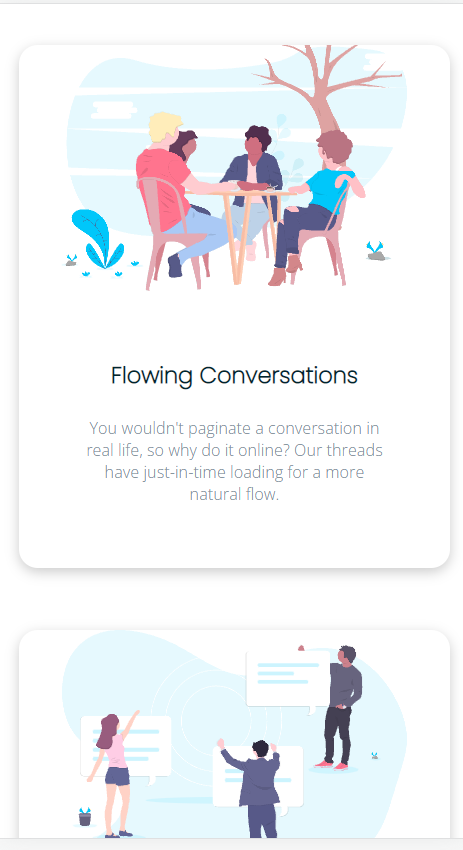 Flowing Conversations
You wouldn't paginate a conversation in
real life, so why do it online? Our threads
have just-in-time loading for a more
natural flow.